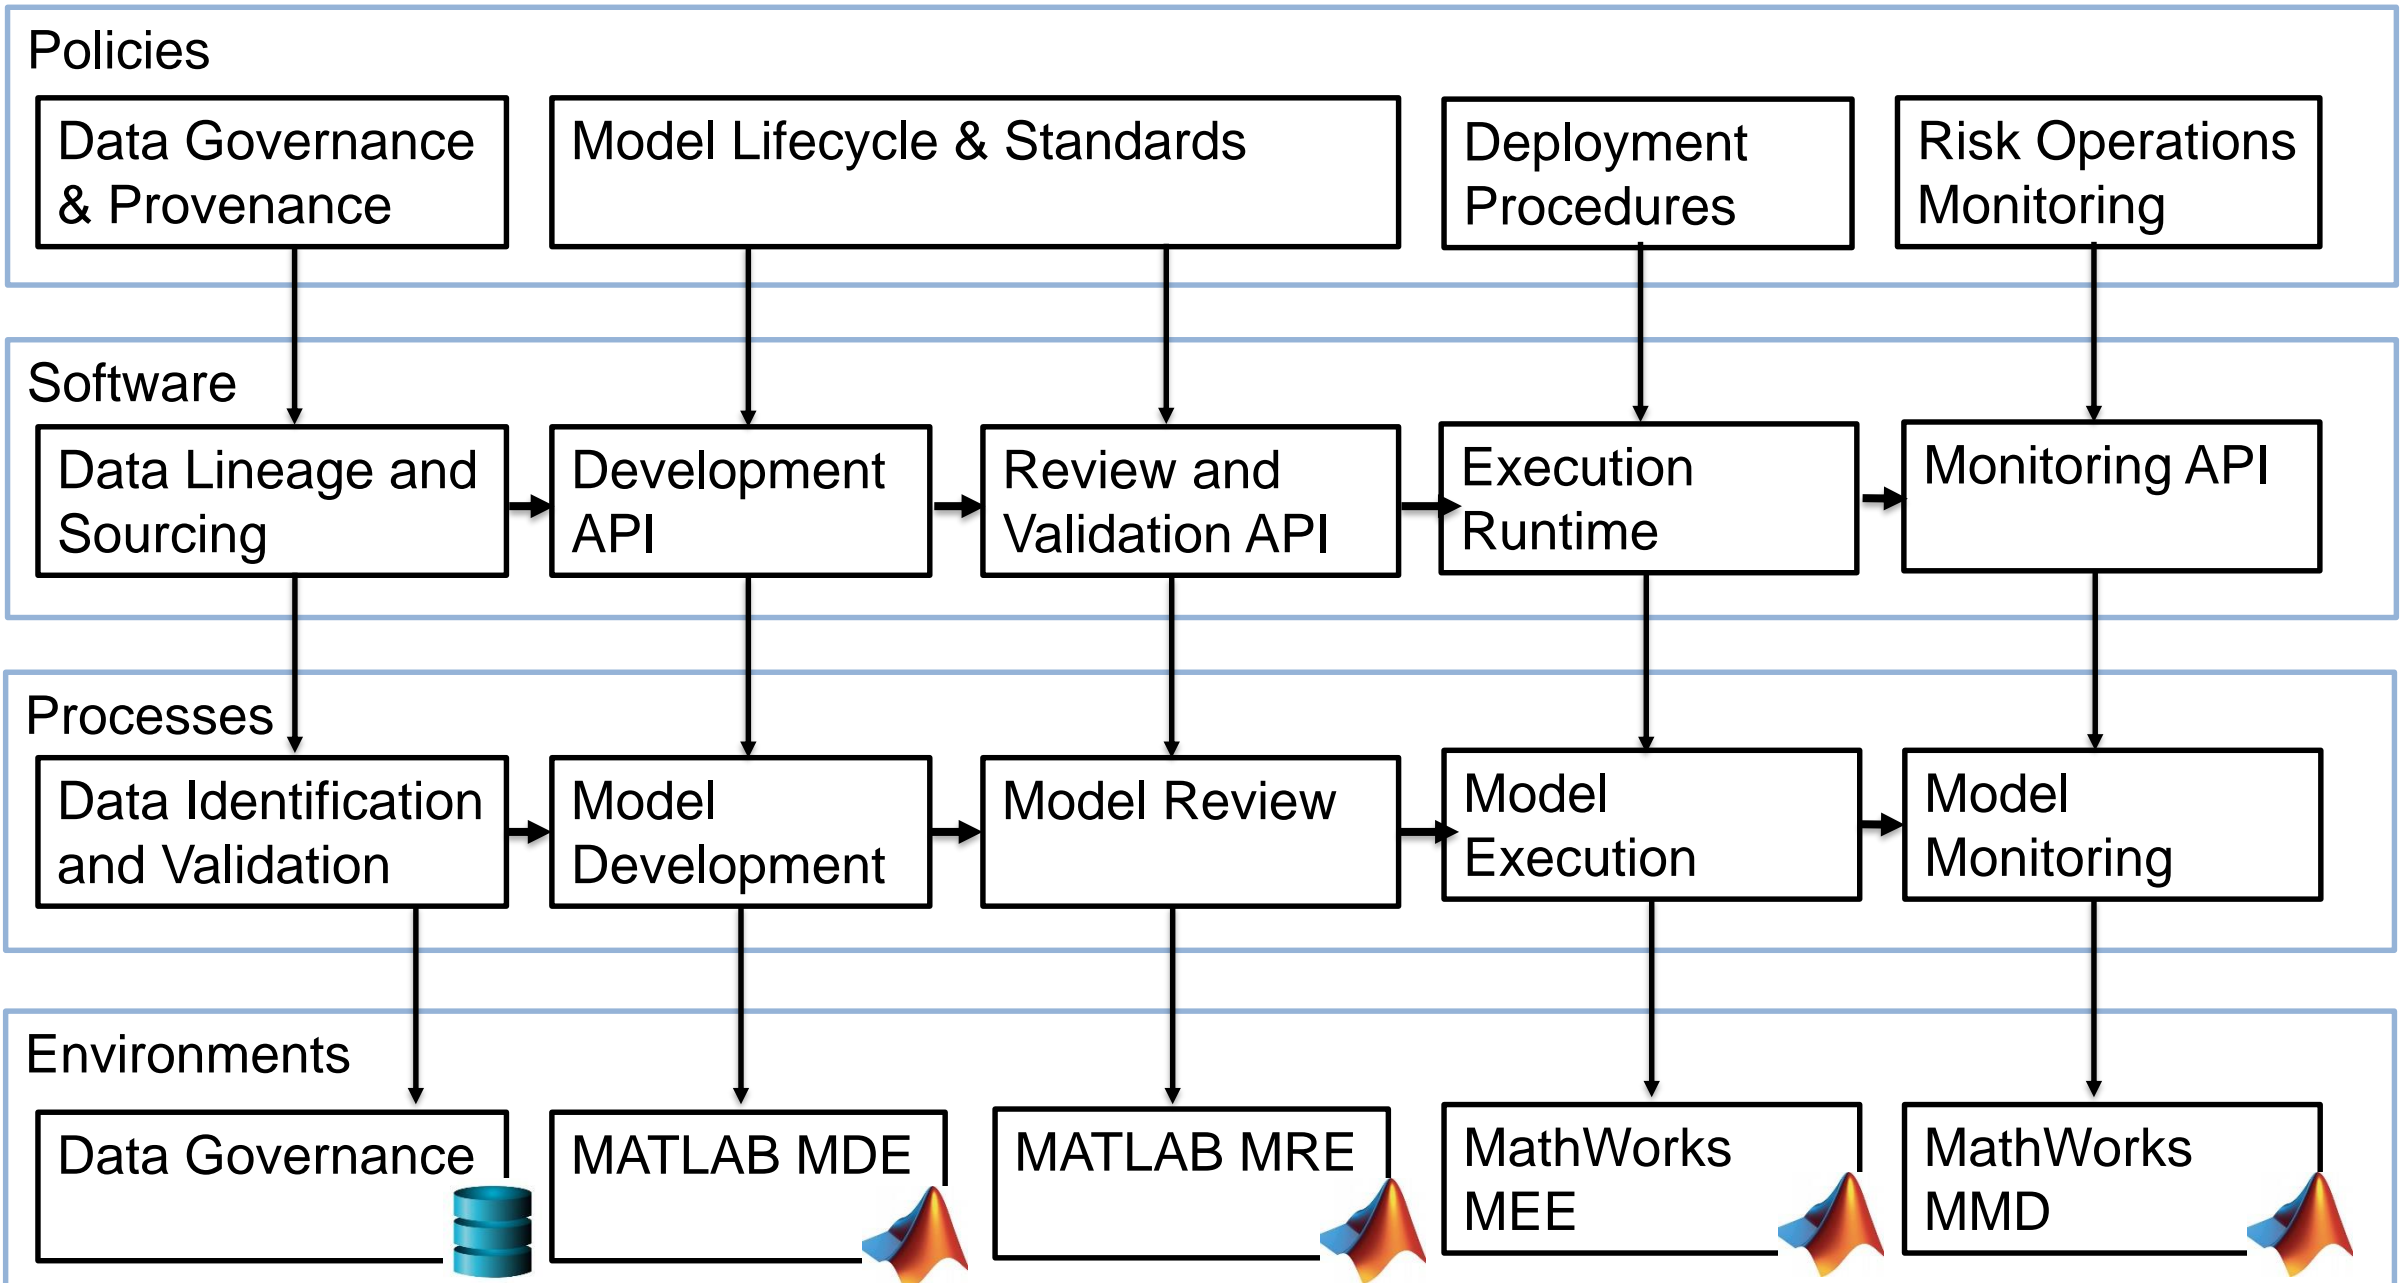 Policies
Data Governance
& Provenance
Model Lifecycle & Standards
Deployment
Procedures
Risk Operations
Monitoring
Software
Data Lineage and
Sourcing
Development
API
Review and
Validation API
Execution
Runtime
Monitoring API
Processes
Data Identification
and Validation
Model
Development
Model Review
Model
Execution
Model
Monitoring
Environments
Data Governance
MATLAB MDE
MATLAB MRE
MathWorks
MEE
MathWorks
MMD